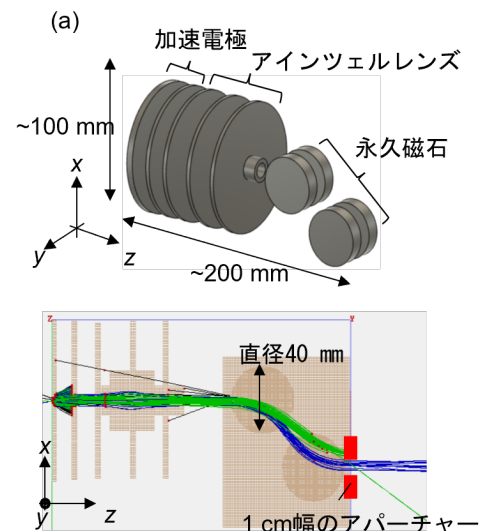 (a)
加速電極
アインツェルレンズ
~100 mm
永久磁石
x
y
z
~200 mm
z
Y
直径40 mm
x
y
z
1 cm幅のアパーチャー